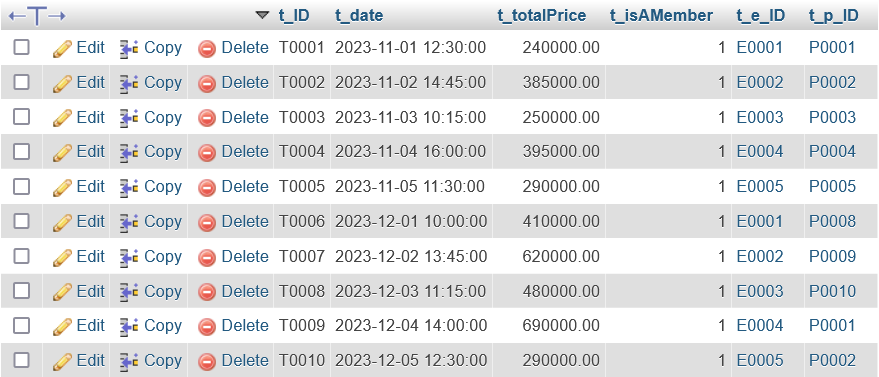 t_ID t_date t_totalPrice t_isAMember t_e_ID t_p_ID
Edit Copy Delete T0001 2023-11-01 12:30:00 240000.00 1 E0001 P0001
Edit Copy Delete T0002 2023-11-02 14:45:00 385000.00 1 E0002 P0002
Edit Copy Delete T0003 2023-11-03 10:15:00 250000.00 1 E0003 P0003
Edit Copy Delete T0004 2023-11-04 16:00:00 395000.00 1 E0004 P0004
Edit Copy Delete T0005 2023-11-05 11:30:00 290000.00 1 E0005 P0005
Edit Copy Delete T0006 2023-12-01 10:00:00 410000.00 1 E0001 P0008
Edit Copy Delete T0007 2023-12-02 13:45:00 620000.00 1 E0002 P0009
Edit Copy Delete T0008 2023-12-03 11:15:00 480000.00 1 E0003 P0010
Edit Copy Delete T0009 2023-12-04 14:00:00 690000.00 1 E0004 P0001
Edit Copy Delete T0010 2023-12-05 12:30:00 290000.00 1 E0005 P0002